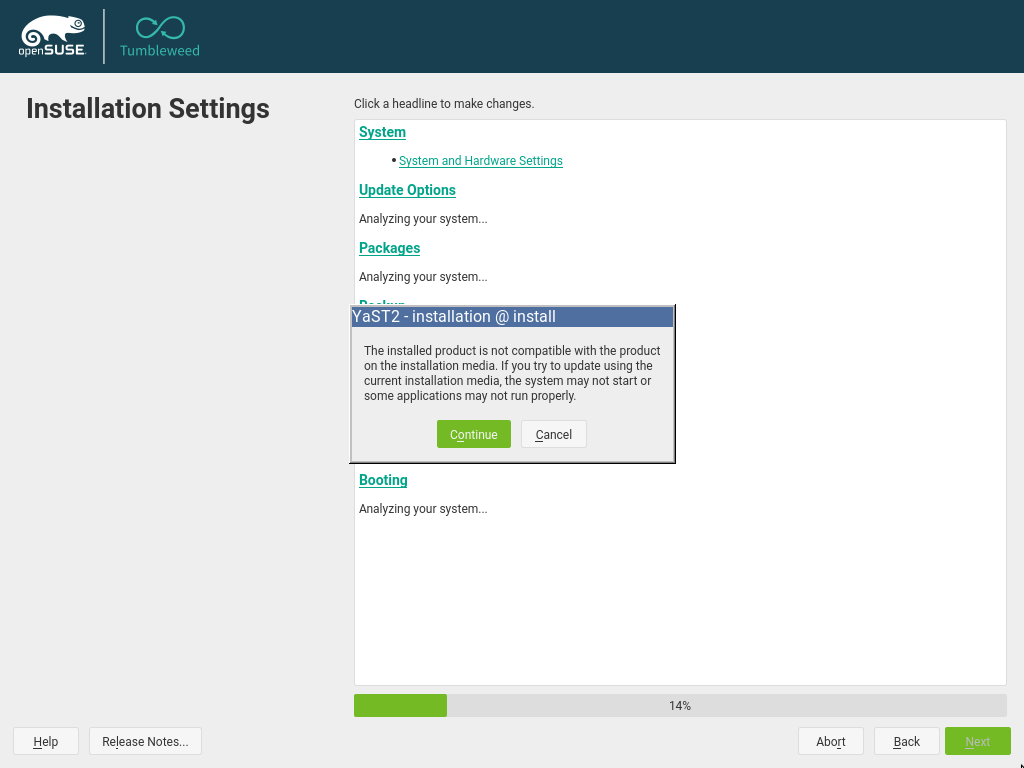 openSUSE
Tumbleweed
Installation Settings
Click a headline to make changes.
System
• System and Hardware Settings
Update Options
Analyzing your system...
Packages
Analyzing your system...
YaST2 - installation @ install
The installed product is not compatible with the product
on the installation media. If you try to update using the
current installation media, the system may not start or
some applications may not run properly.
Continue
Cancel
Booting
Analyzing your system...
14%
Help
Release Notes...
Abort
Back
Next